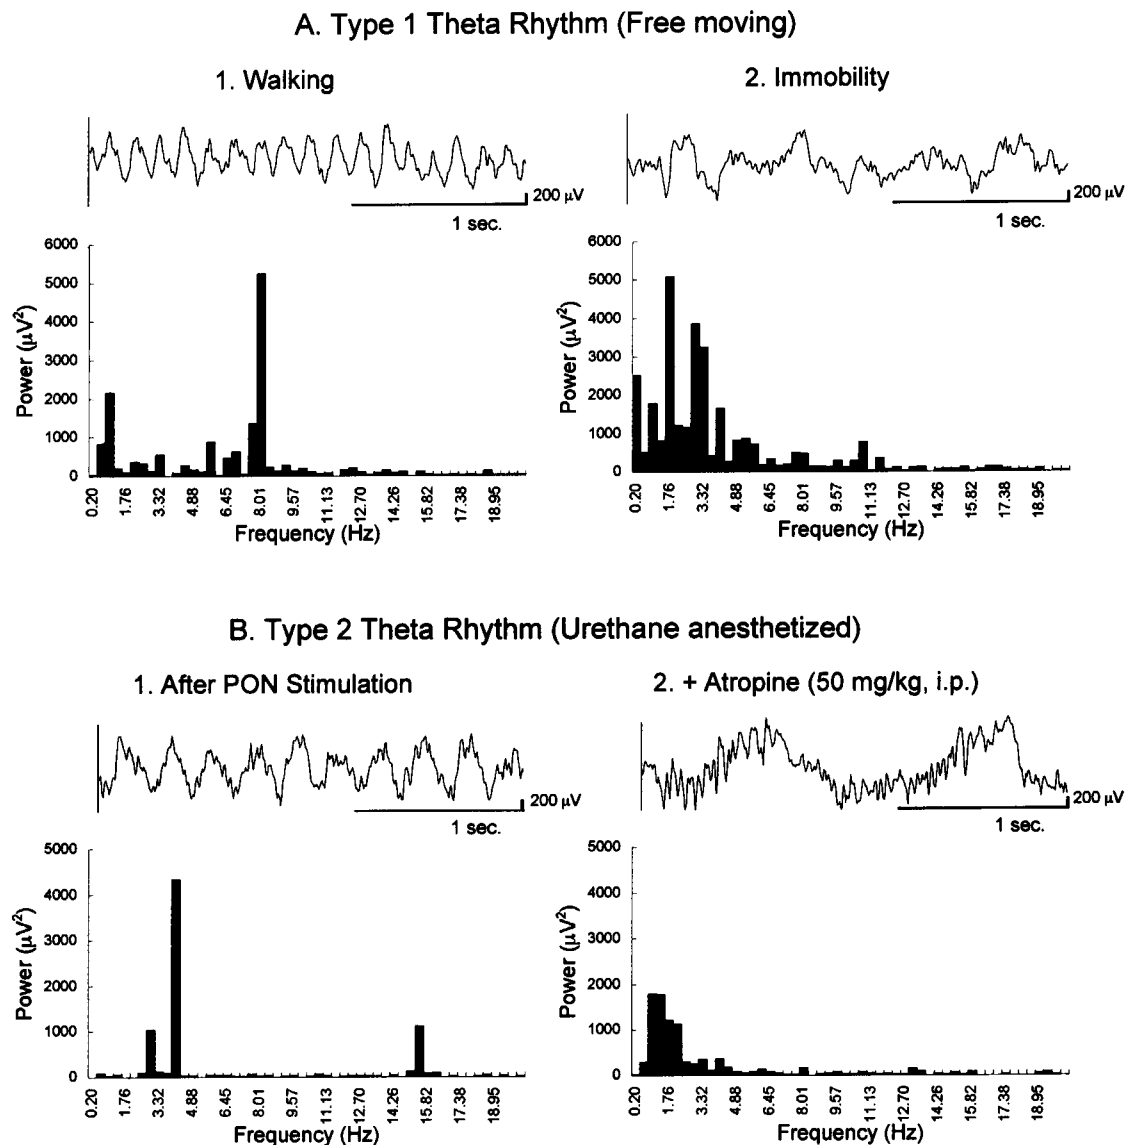 A. Type 1 Theta Rhythm (Free moving)
1. Walking
2. Immobility
200 µV
1 sec.
200 µV
1 sec.
6000
5000
4000
3000
2000
1000
0
Power (µV²)
0.20 1.76 3.32 4.88 6.45 8.01 9.57 11.13 12.70 14.26 15.82 17.38 18.95
Frequency (Hz)
6000
5000
4000
3000
2000
1000
0
Power (µV²)
0.20 1.76 3.32 4.88 6.45 8.01 9.57 11.13 12.70 14.26 15.82 17.38 18.95
Frequency (Hz)
B. Type 2 Theta Rhythm (Urethane anesthetized)
1. After PON Stimulation
2. + Atropine (50 mg/kg, i.p.)
200 µV
1 sec.
200 µV
1 sec.
5000
4000
3000
2000
1000
0
Power (µV²)
0.20 1.76 3.32 4.88 6.45 8.01 9.57 11.13 12.70 14.26 15.82 17.38 18.95
Frequency (Hz)
5000
4000
3000
2000
1000
0
Power (µV²)
0.20 1.76 3.32 4.88 6.45 8.01 9.57 11.13 12.70 14.26 15.82 17.38 18.95
Frequency (Hz)